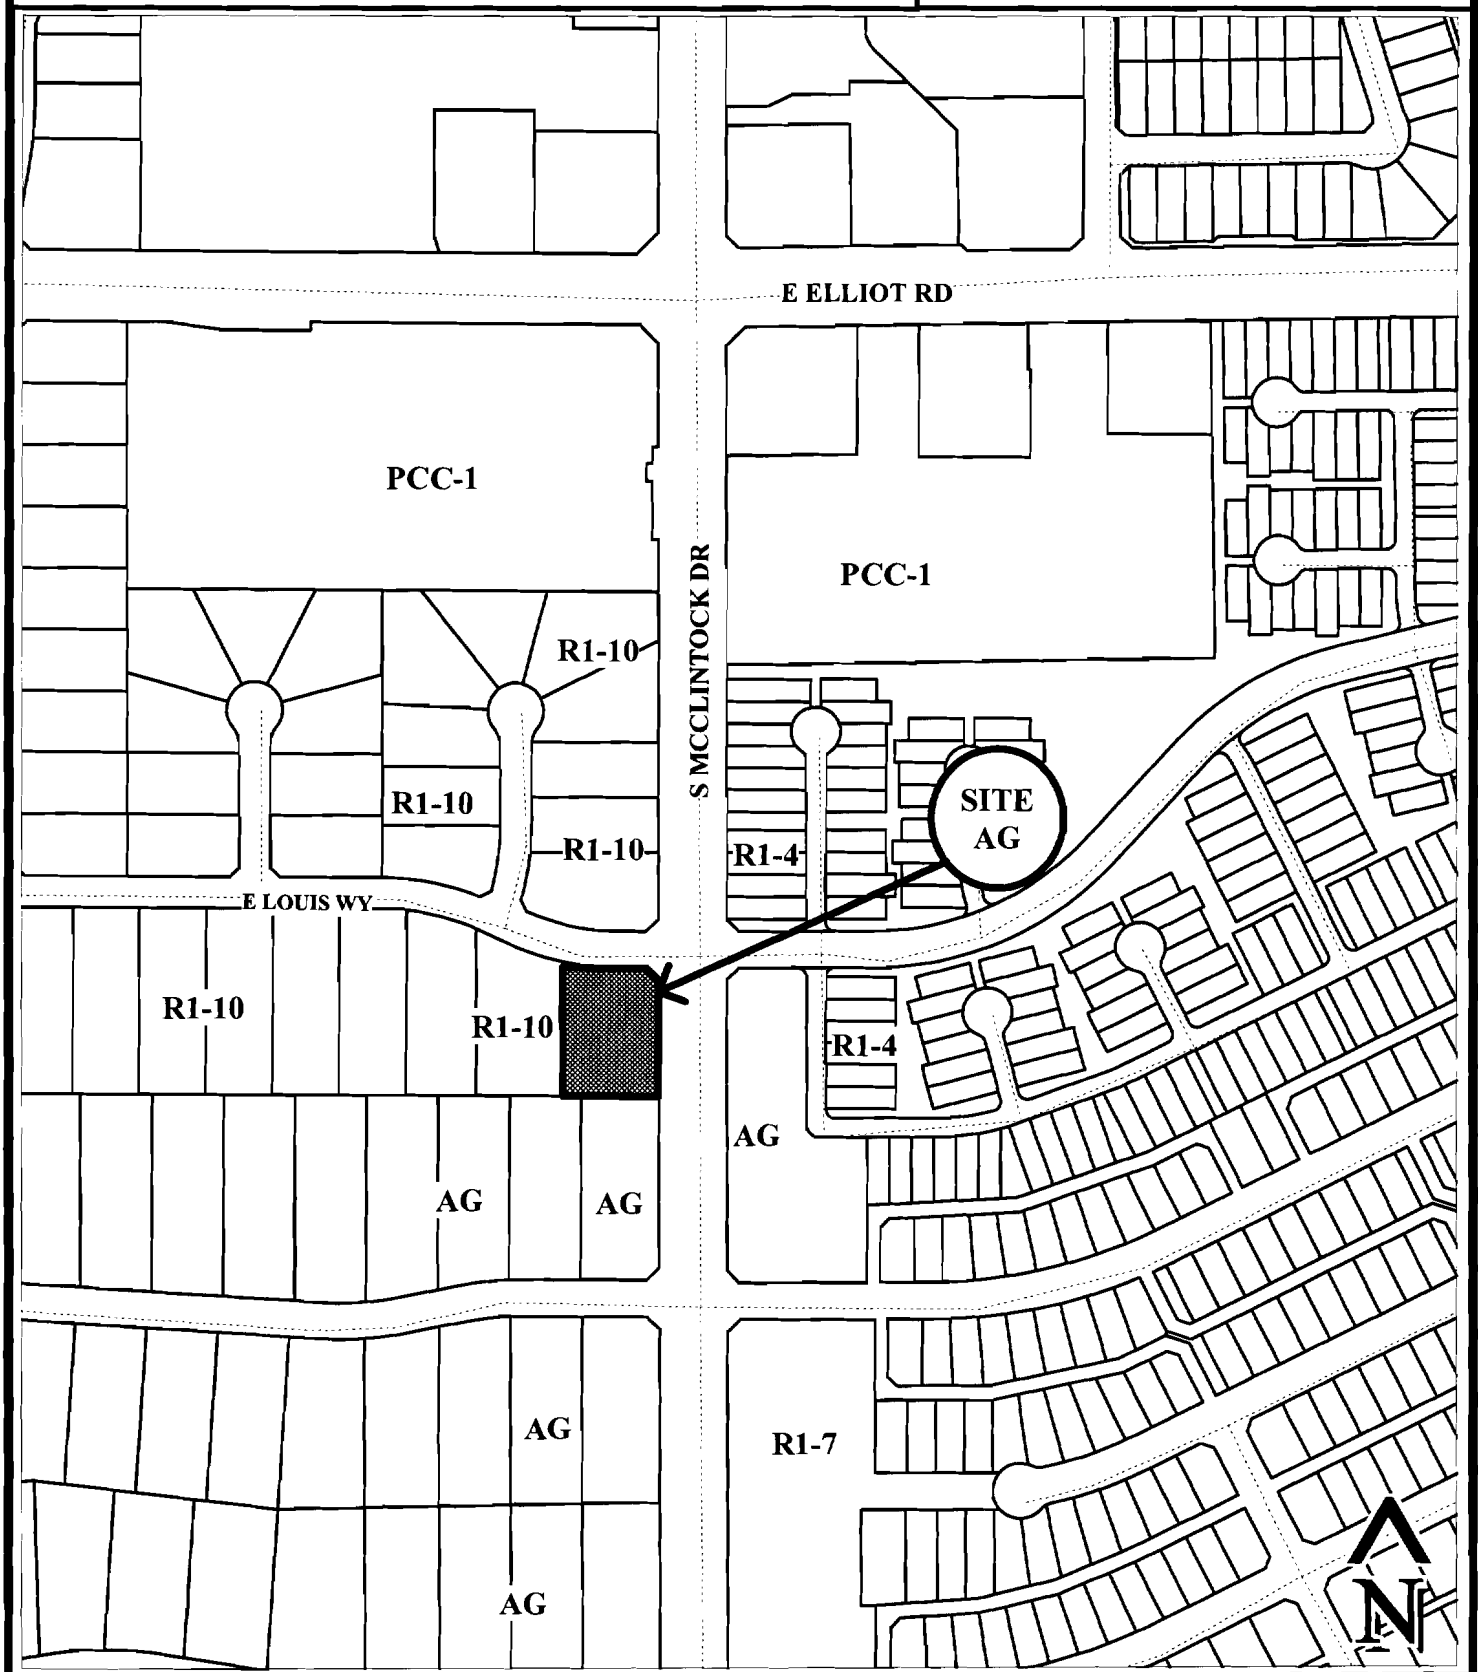 E ELLIOT RD
PCC-1
PCC-1
S MCCLINTOCK DR
R1-10
R1-10
R1-10
R1-4
SITE
AG
E LOUIS WY
R1-10
R1-10
R1-4
AG
AG
AG
AG
R1-7
AG
N